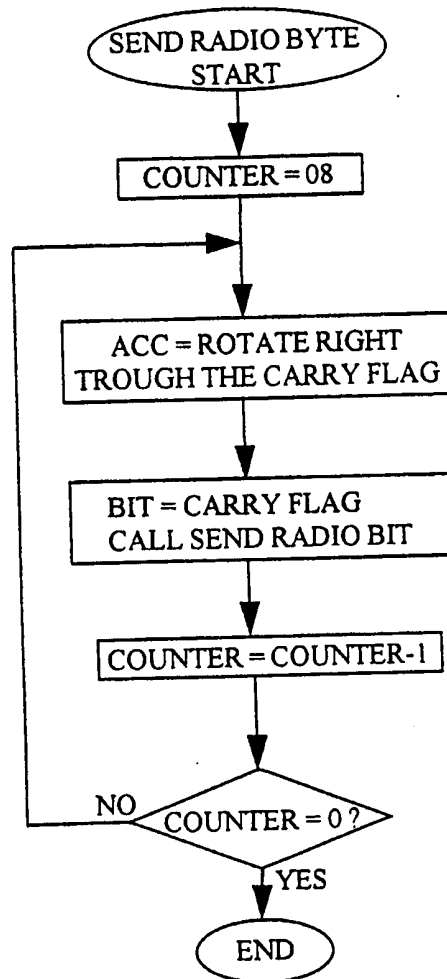 SEND RADIO BYTE
START
COUNTER = 08
ACC = ROTATE RIGHT
TROUGH THE CARRY FLAG
BIT = CARRY FLAG
CALL SEND RADIO BIT
COUNTER = COUNTER-1
NO
COUNTER = 0 ?
YES
END